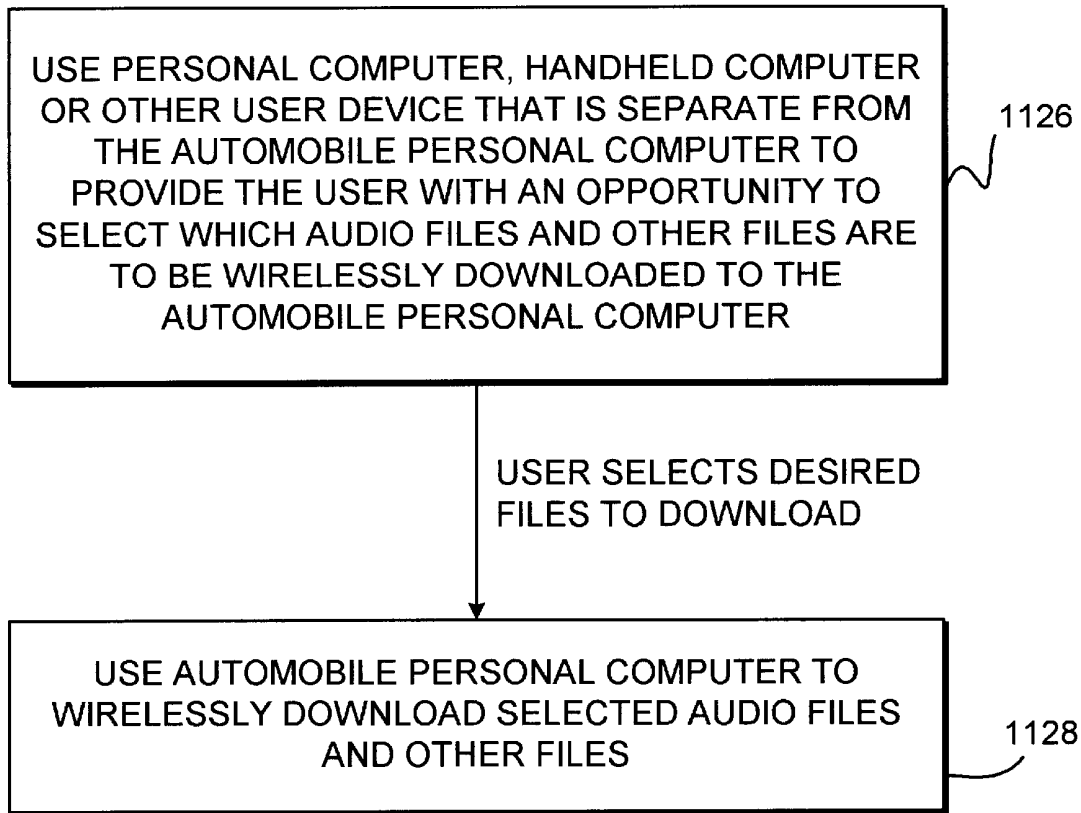 USE PERSONAL COMPUTER, HANDHELD COMPUTER
OR OTHER USER DEVICE THAT IS SEPARATE FROM
THE AUTOMOBILE PERSONAL COMPUTER TO
PROVIDE THE USER WITH AN OPPORTUNITY TO
SELECT WHICH AUDIO FILES AND OTHER FILES ARE
TO BE WIRELESSLY DOWNLOADED TO THE
AUTOMOBILE PERSONAL COMPUTER
1126
USER SELECTS DESIRED
FILES TO DOWNLOAD
USE AUTOMOBILE PERSONAL COMPUTER TO
WIRELESSLY DOWNLOAD SELECTED AUDIO FILES
AND OTHER FILES
1128